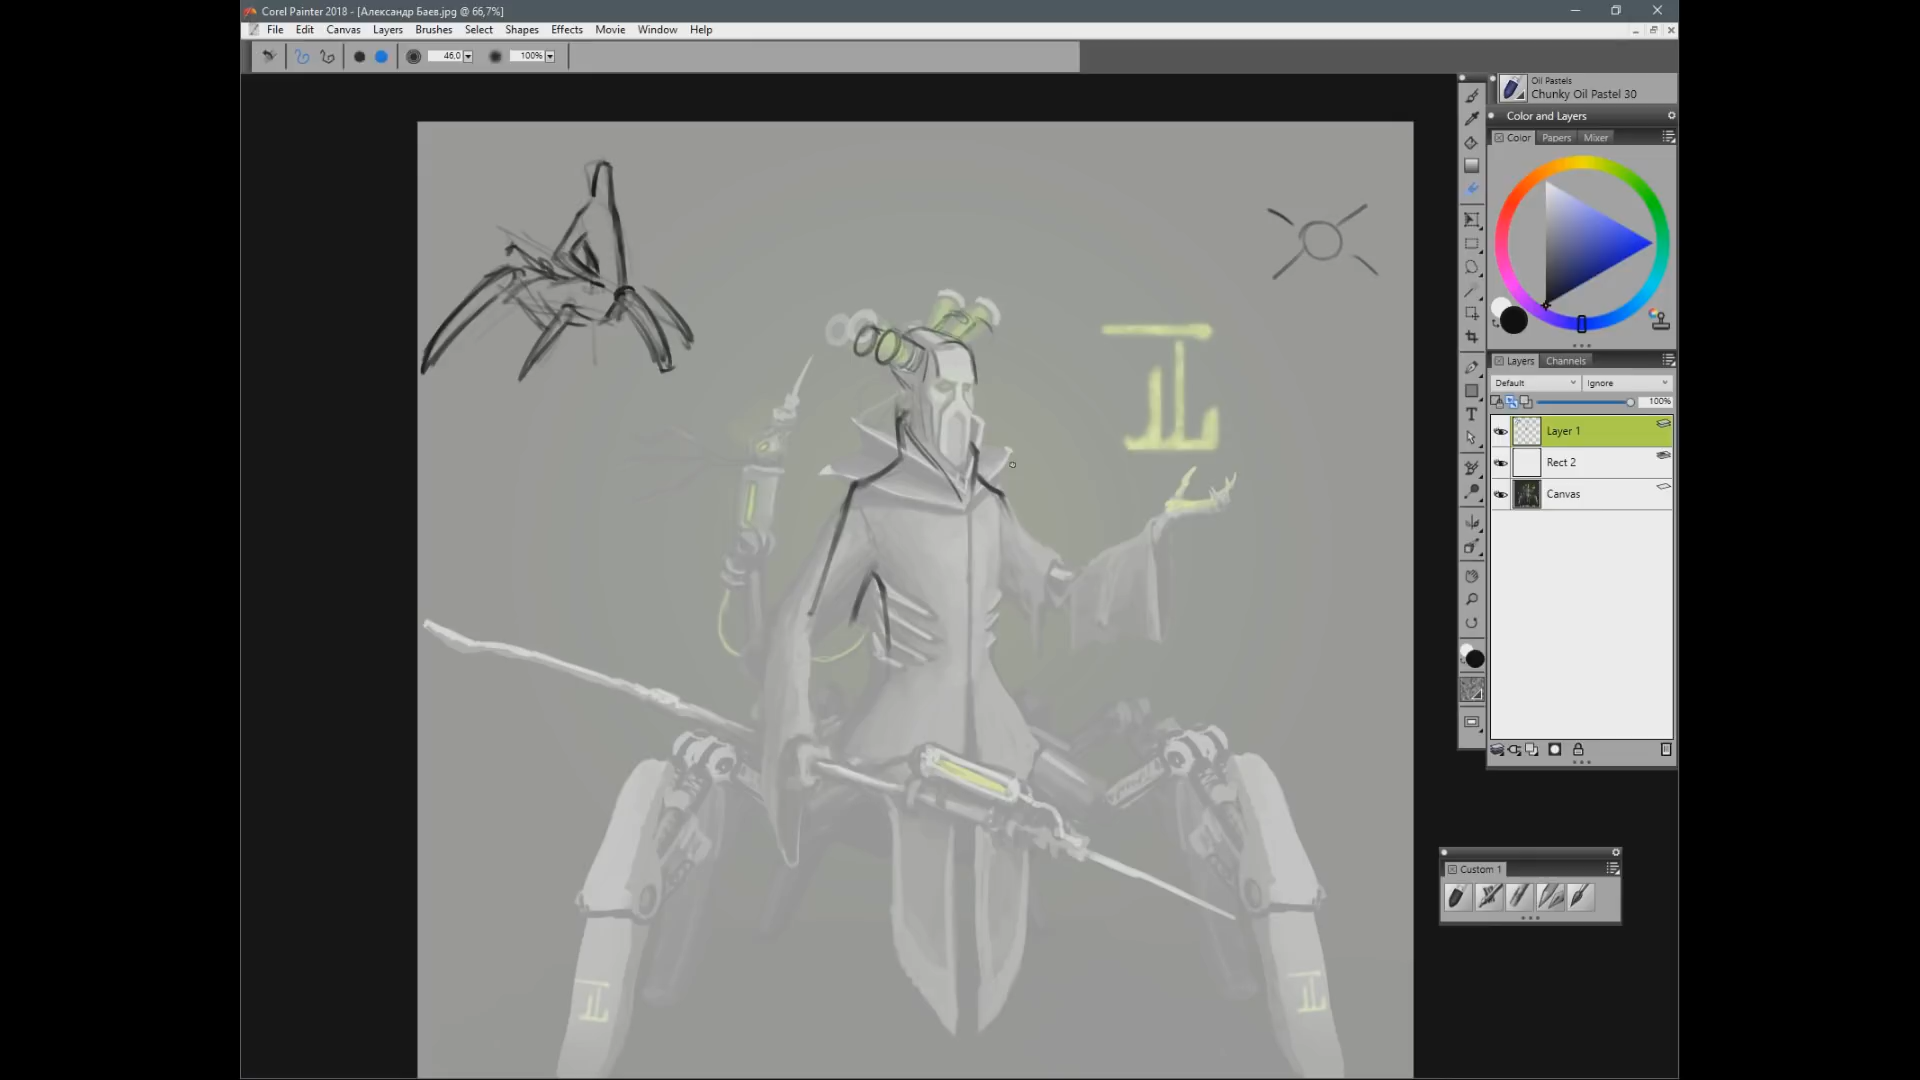 Corel Painter 2018 - [Александр Баев.jpg @ 66,7%]
File Edit Canvas Layers Brushes Select Shapes Effects Movie Window Help
46,0 100%
Oil Pastels
Chunky Oil Pastel 30
Color and Layers
Color Papers Mixer
Layers Channels
Default Ignore
100%
Layer 1
Rect 2
Canvas
Custom 1